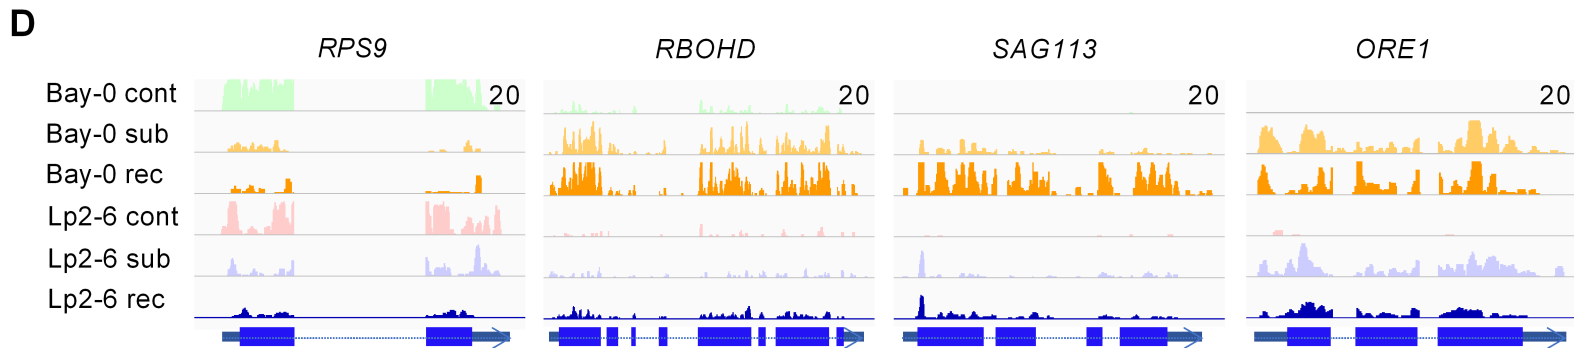 D
RPS9 RBOHD SAG113 ORE1
Bay-0 cont 20 20 20 20
Bay-0 sub
Bay-0 rec
Lp2-6 cont
Lp2-6 sub
Lp2-6 rec